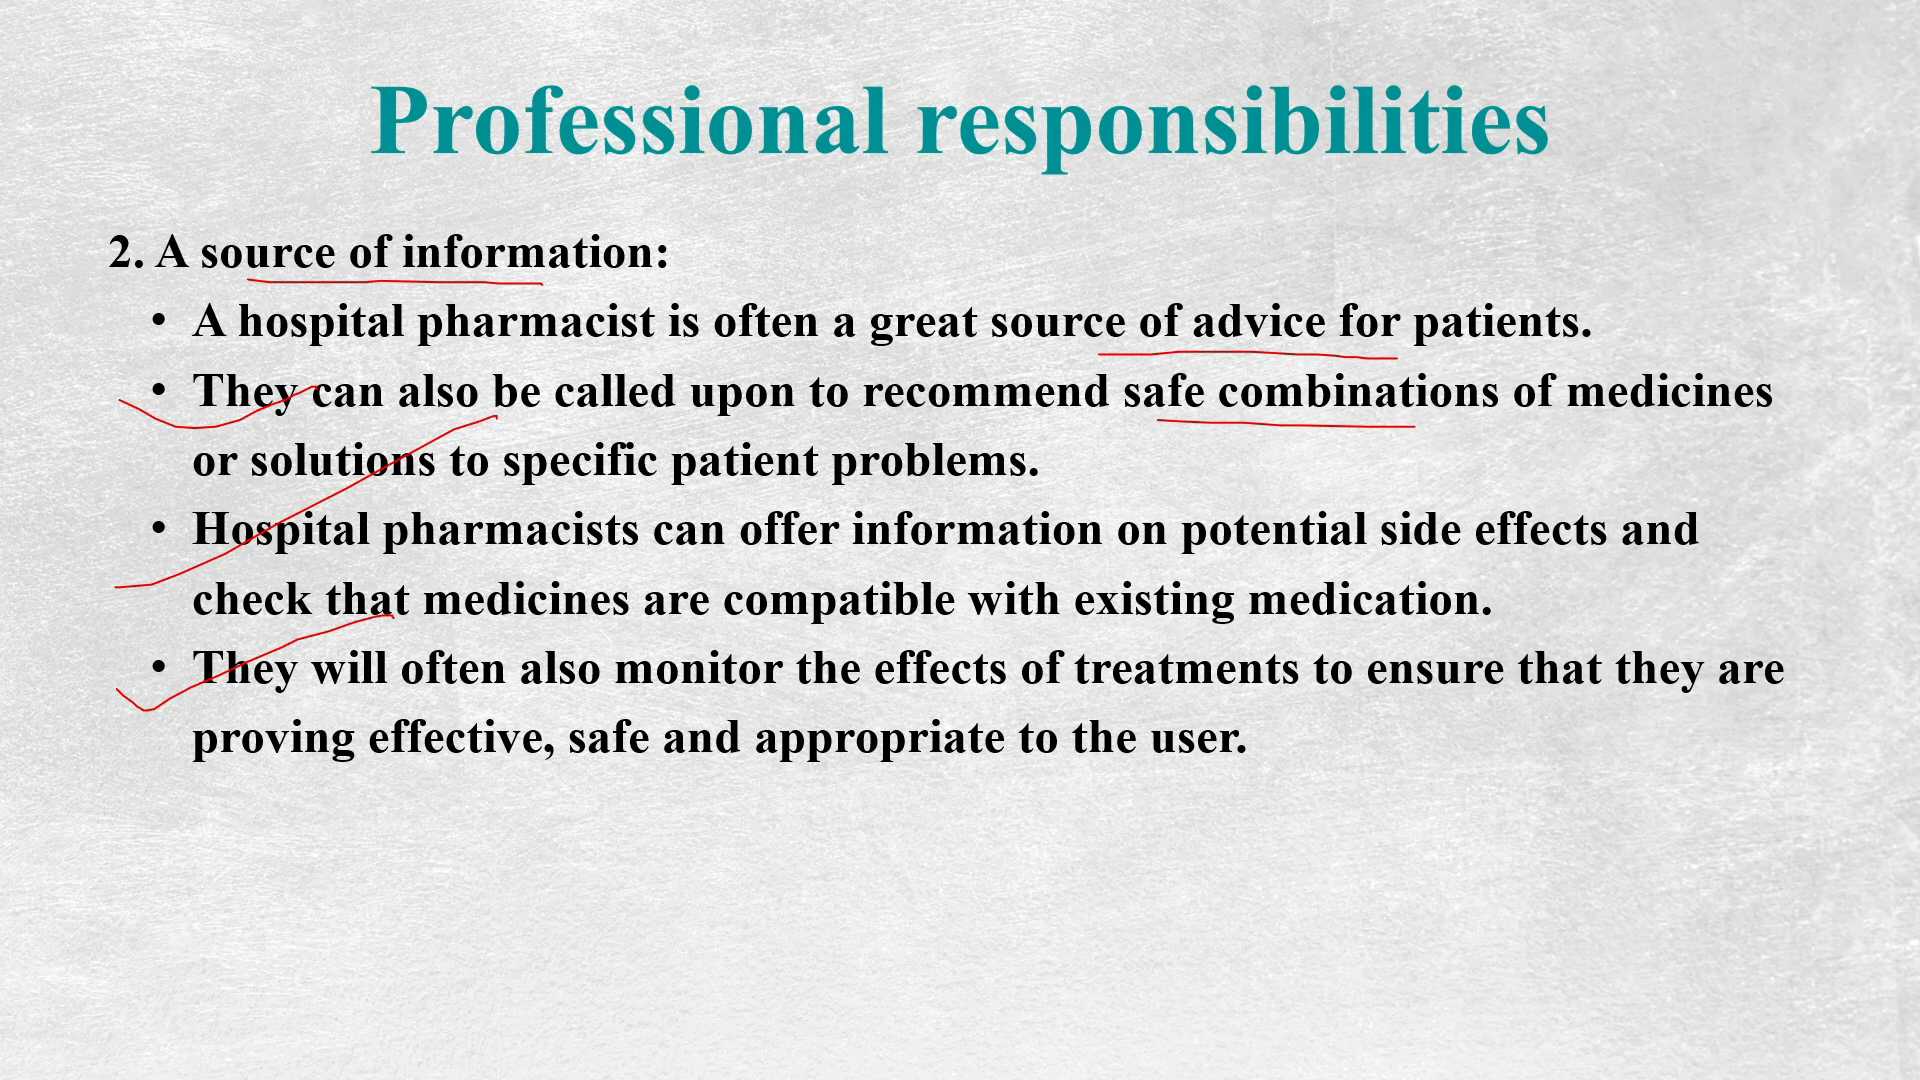 Professional responsibilities
2. A source of information:
• A hospital pharmacist is often a great source of advice for patients.
• They can also be called upon to recommend safe combinations of medicines
or solutions to specific patient problems.
• Hospital pharmacists can offer information on potential side effects and
check that medicines are compatible with existing medication.
• They will often also monitor the effects of treatments to ensure that they are
proving effective, safe and appropriate to the user.